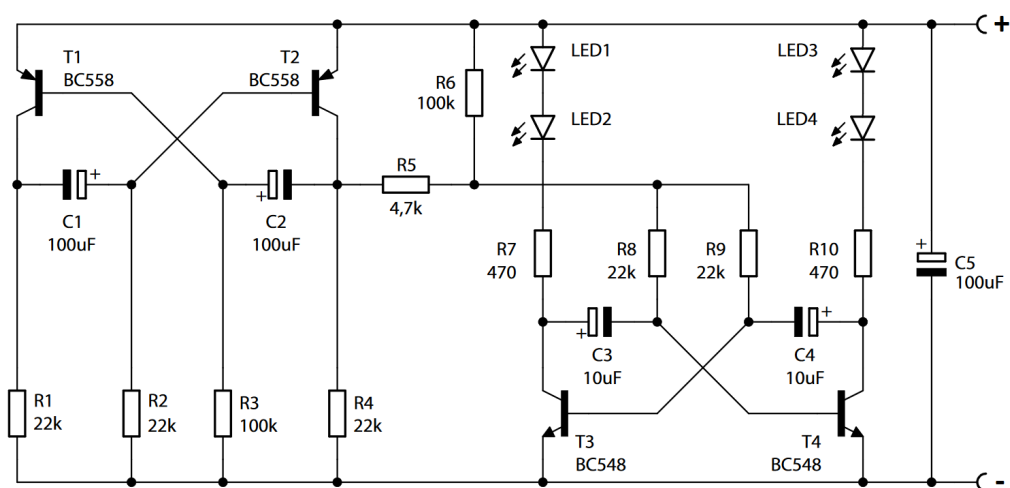 +
T1
BC558
T2
BC558
R6
100k
LED1
LED3
LED2
LED4
R5
4,7k
+
C1
100uF
+
C2
100uF
R7
470
R8
22k
R9
22k
R10
470
+
C5
100uF
+
C3
10uF
+
C4
10uF
R1
22k
R2
22k
R3
100k
R4
22k
T3
BC548
T4
BC548
-